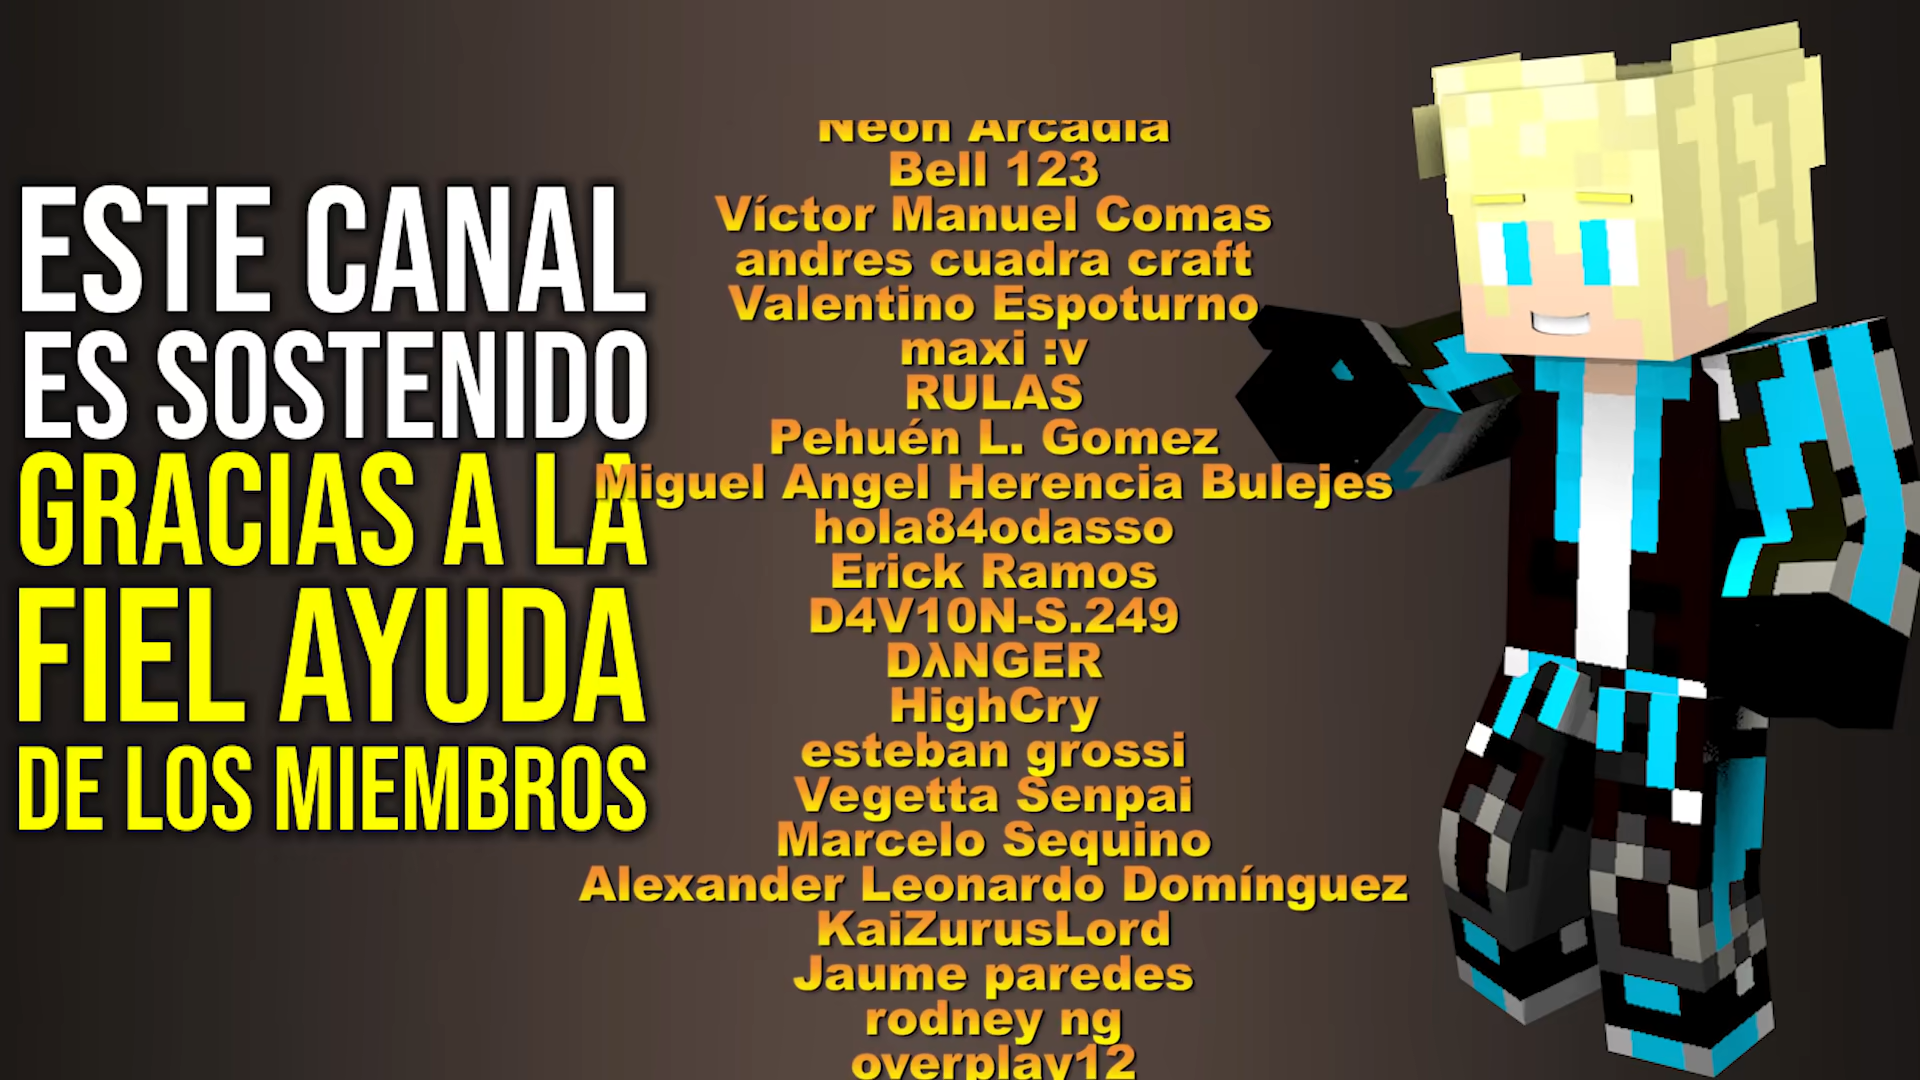 ESTE CANAL
ES SOSTENIDO
GRACIAS A LA
FIEL AYUDA
DE LOS MIEMBROS
Neon Arcadia
Bell 123
Víctor Manuel Comas
andres cuadra craft
Valentino Espoturno
maxi :v
RULAS
Pehuén L. Gomez
Miguel Angel Herencia Bulejes
hola84odasso
Erick Ramos
D4V10N-S.249
DλNGER
HighCry
esteban grossi
Vegetta Senpai
Marcelo Sequino
Alexander Leonardo Domínguez
KaiZurusLord
Jaume paredes
rodney ng
overplay12